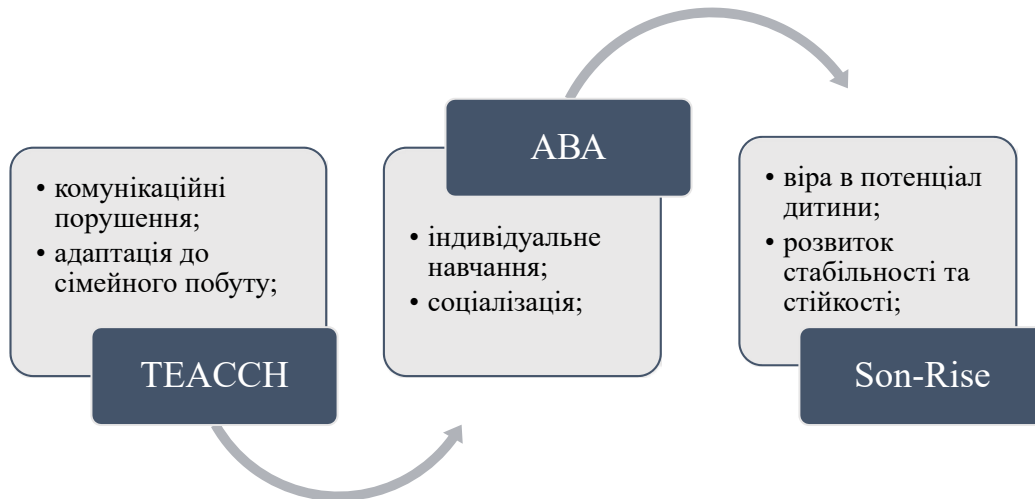 • комунікаційні
порушення;
• адаптація до
сімейного побуту;
TEACCH
ABA
• індивідуальне
навчання;
• соціалізація;
• віра в потенціал
дитини;
• розвиток
стабільності та
стійкості;
Son-Rise